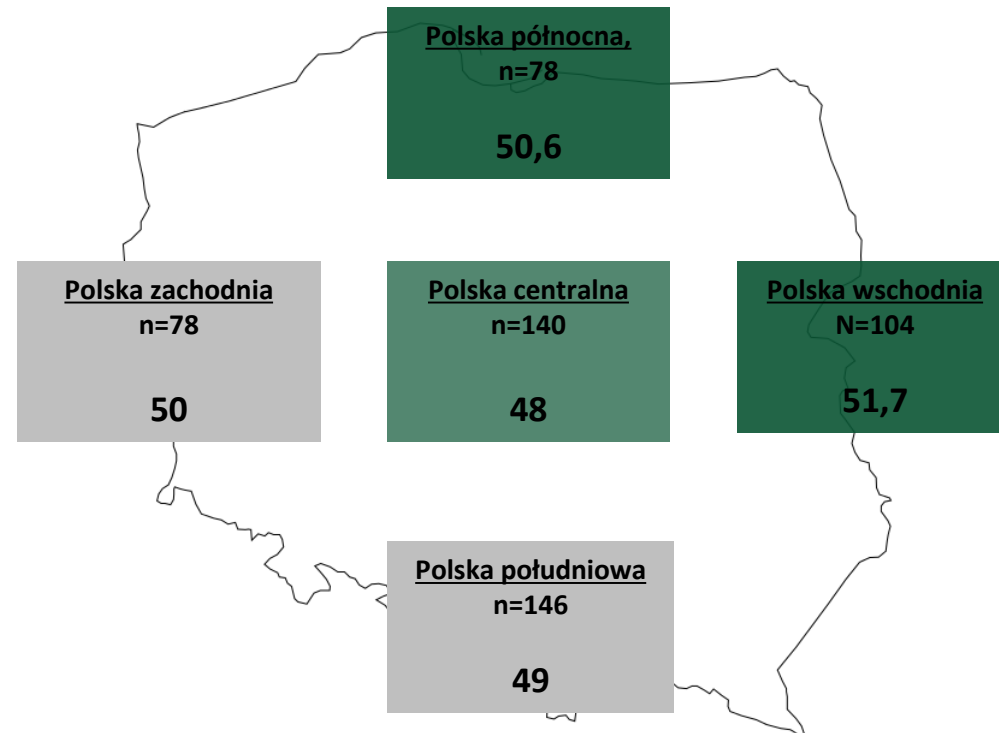 Polska północna,
n=78
50,6
Polska zachodnia
n=78
50
Polska centralna
n=140
48
Polska wschodnia
N=104
51,7
Polska południowa
n=146
49